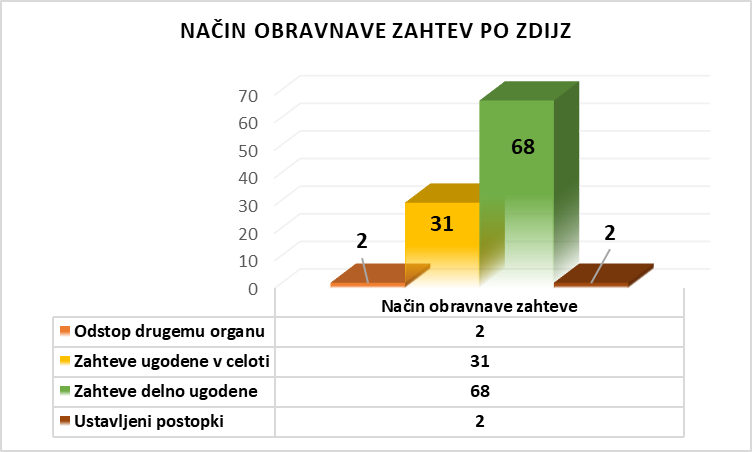 NAČIN OBRAVNAVE ZAHTEV PO ZDIJZ
70
60
50
40
30
20
10
0
2
31
68
2
Način obravnave zahteve
Odstop drugemu organu 2
Zahteve ugodene v celoti 31
Zahteve delno ugodene 68
Ustavljeni postopki 2